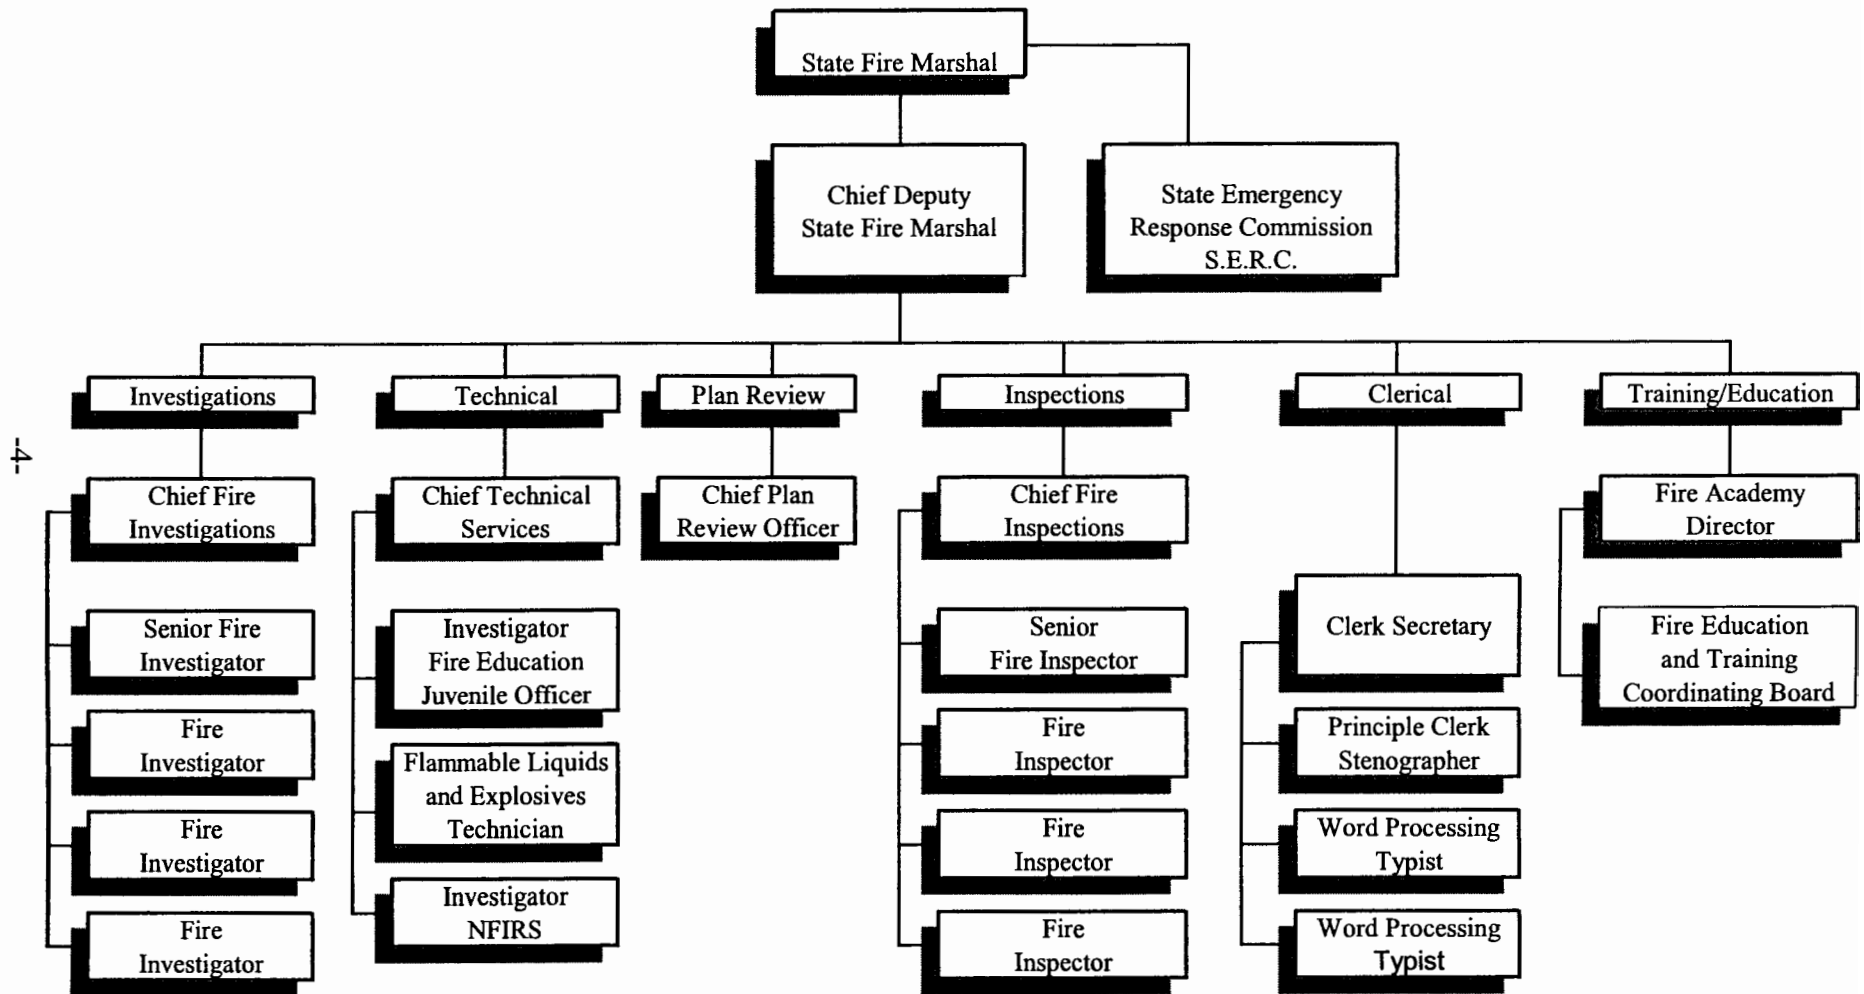 State Fire Marshal
Chief Deputy
State Fire Marshal
State Emergency
Response Commission
S.E.R.C.
Investigations
Technical
Plan Review
Inspections
Clerical
Training/Education
-4-
Chief Fire
Investigations
Chief Technical
Services
Chief Plan
Review Officer
Chief Fire
Inspections
Fire Academy
Director
Senior Fire
Investigator
Fire
Investigator
Fire
Investigator
Fire
Investigator
Investigator
Fire Education
Juvenile Officer
Flammable Liquids
and Explosives
Technician
Investigator
NFIRS
Senior
Fire Inspector
Fire
Inspector
Fire
Inspector
Fire
Inspector
Clerk Secretary
Principle Clerk
Stenographer
Word Processing
Typist
Word Processing
Typist
Fire Education
and Training
Coordinating Board